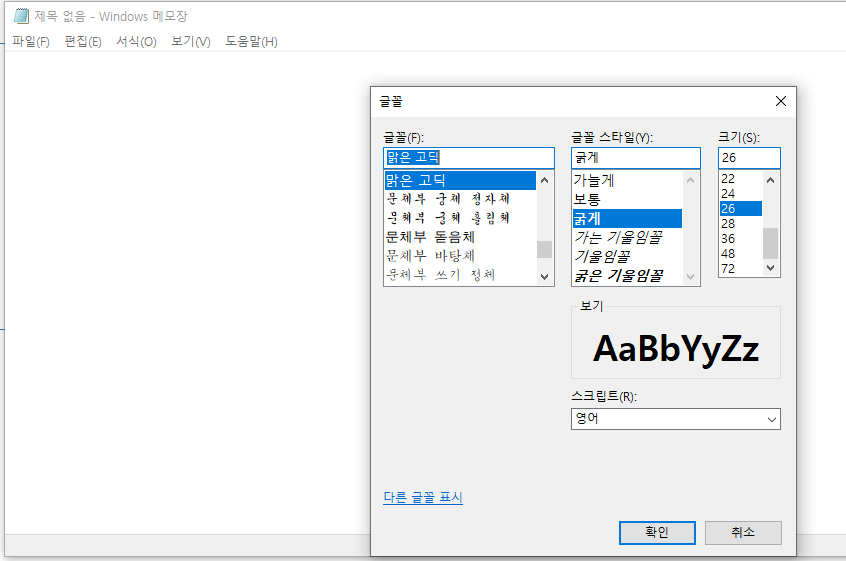 제목 없음 - Windows 메모장
파일(F) 편집(E) 서식(O) 보기(V) 도움말(H)
글꼴
글꼴(F):
맑은 고딕
맑은 고딕
문체부 궁체 정자체
문체부 궁체 흘림체
문체부 돋음체
문체부 바탕체
문체부 쓰기 정체
글꼴 스타일(Y):
굵게
가늘게
보통
굵게
가는 기울임꼴
기울임꼴
굵은 기울임꼴
크기(S):
26
22
24
26
28
36
48
72
보기
AaBbYyZz
스크립트(R):
영어
다른 글꼴 표시
확인
취소